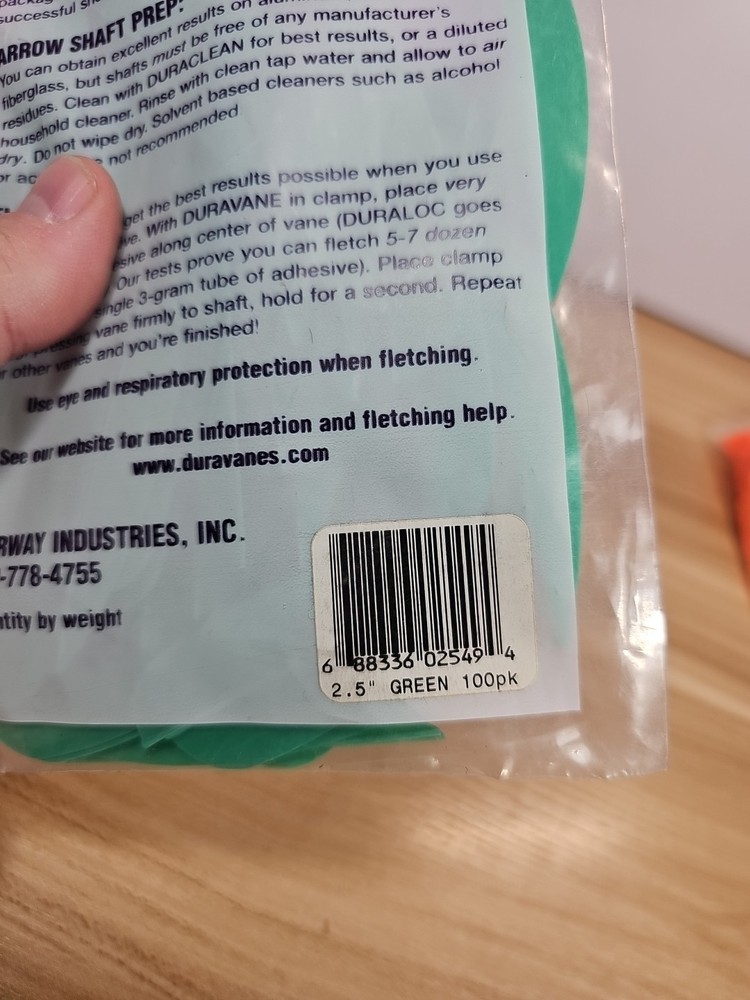 successful
ARROW SHAFT PREP:
You can obtain excellent results on
fiberglass, but shafts must be free of any manufacturer's
residues. Clean with DURACLEAN for best results, or a diluted
household cleaner. Rinse with clean tap water and allow to air
dry. Do not wipe dry. Solvent based cleaners such as alcohol
or ac not recommended
get the best results possible when you use
ve. With DURAVANE in clamp, place very
sive along center of vane (DURALOC goes
Our tests prove you can fletch 5-7 dozen
ngle 3-gram tube of adhesive). Place clamp
vane firmly to shaft, hold for a second. Repeat
r other vanes and you're finished!
Use eye and respiratory protection when fletching.
See our website for more information and fletching help.
www.duravanes.com
RWAY INDUSTRIES, INC.
-778-4755
ntity by weight
6 88336 02549 4
2.5" GREEN 100pk